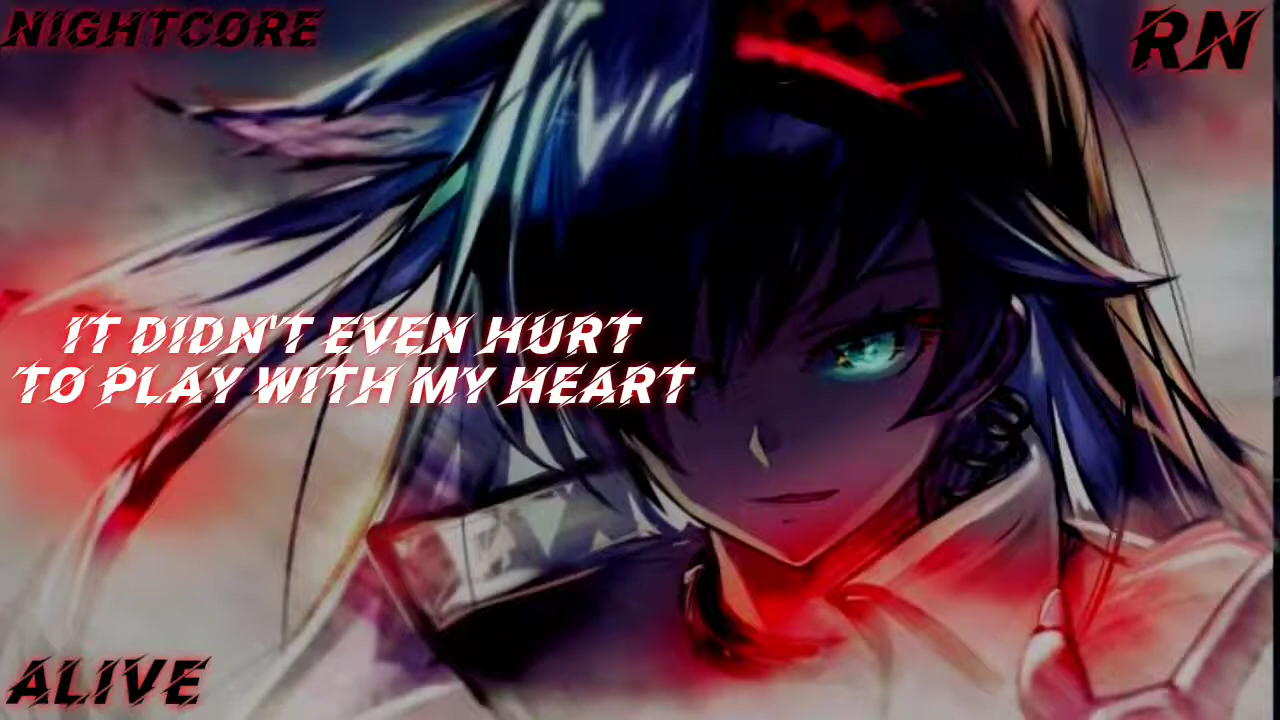 NIGHTCORE
RN
IT DIDN'T EVEN HURT
TO PLAY WITH MY HEART
ALIVE